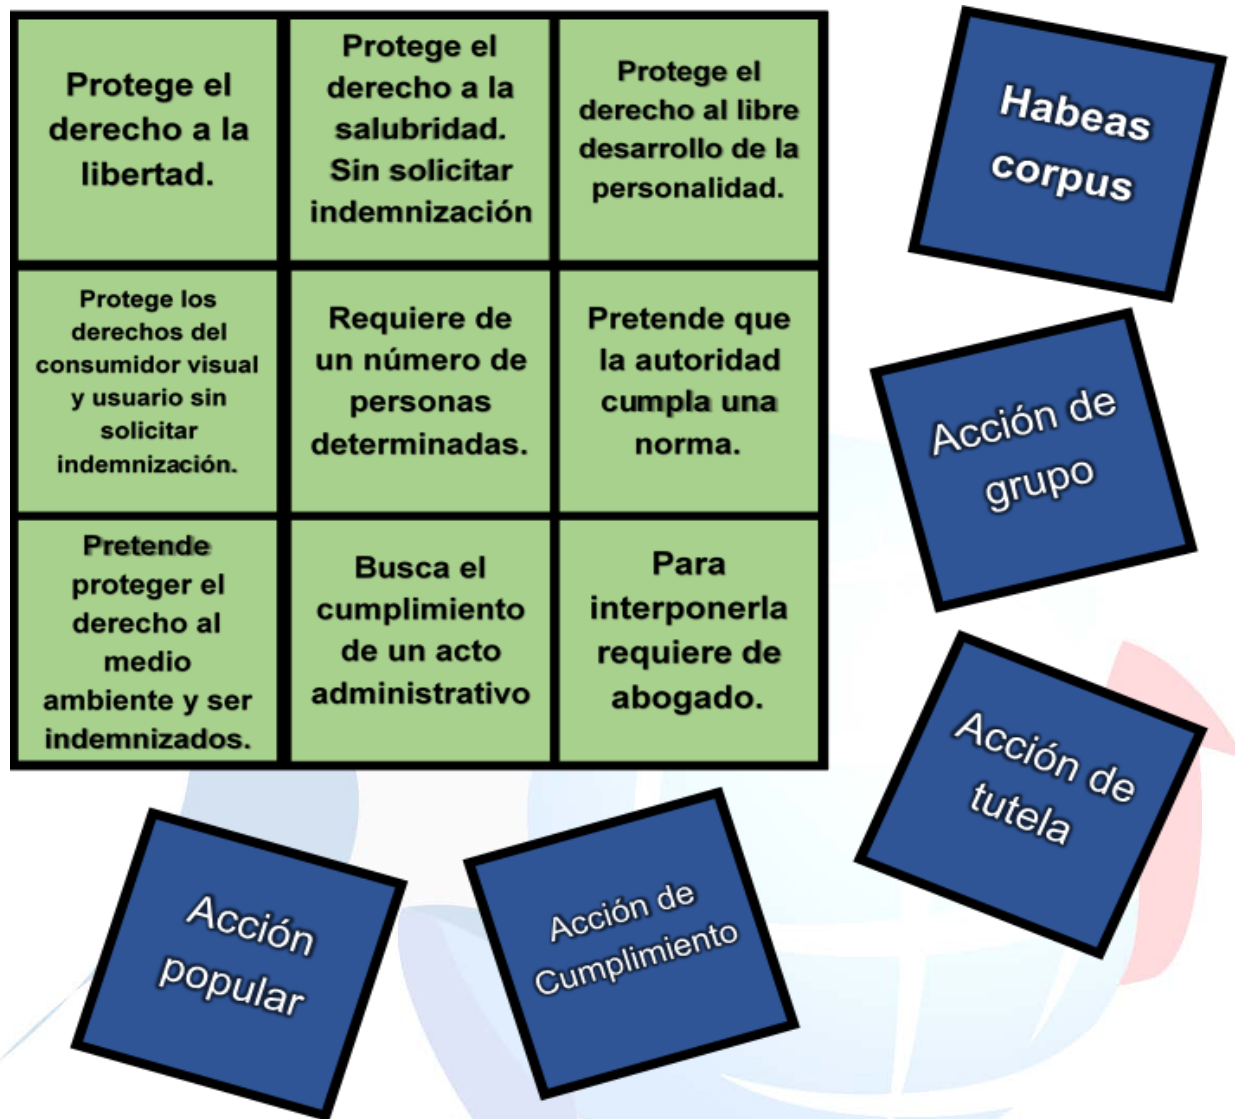 Protege el
derecho a la
libertad.
Protege el
derecho a la
salubridad.
Sin solicitar
indemnización
Protege el
derecho al libre
desarrollo de la
personalidad.
Protege los
derechos del
consumidor visual
y usuario sin
solicitar
indemnización.
Requiere de
un número de
personas
determinadas.
Pretende que
la autoridad
cumpla una
norma.
Pretende
proteger el
derecho al
medio
ambiente y ser
indemnizados.
Busca el
cumplimiento
de un acto
administrativo
Para
interponerla
requiere de
abogado.
Habeas
corpus
Acción de
grupo
Acción de
tutela
Acción
popular
Acción de
Cumplimiento